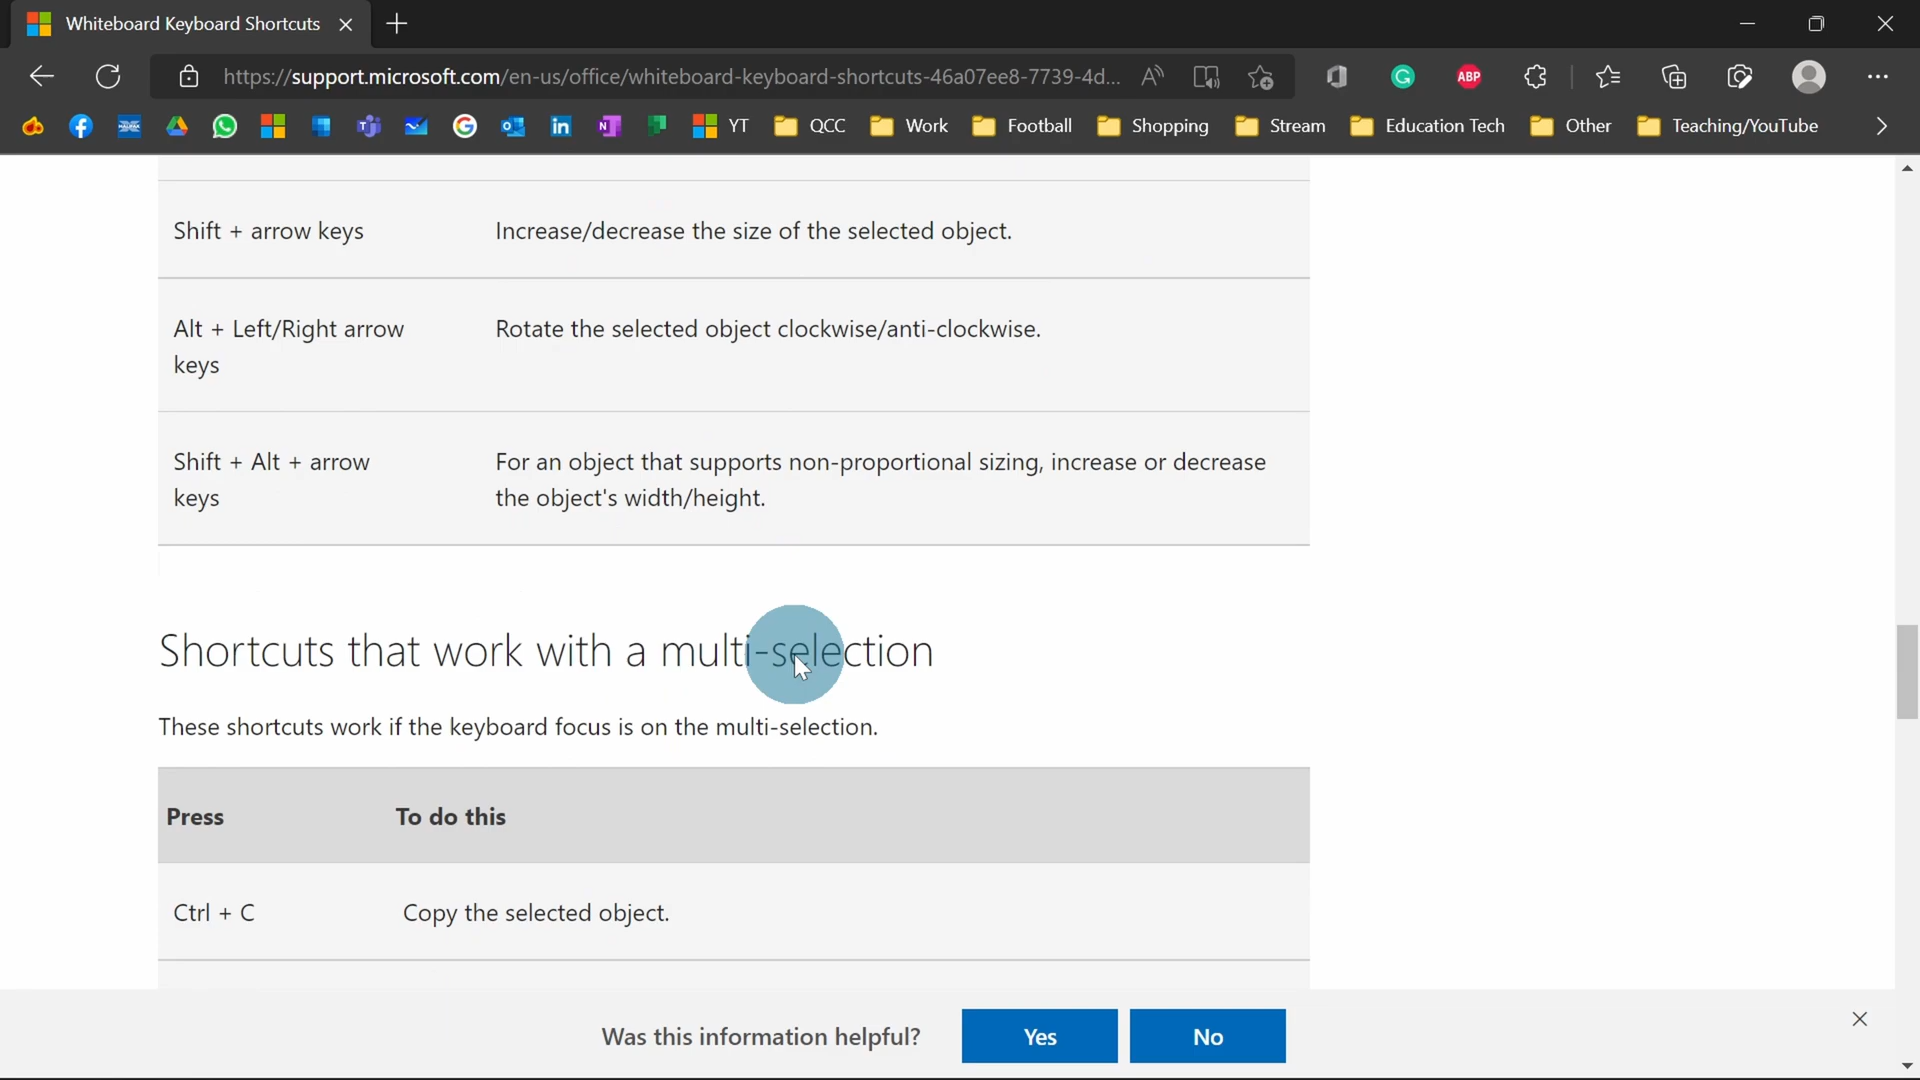 Whiteboard Keyboard Shortcuts
https://support.microsoft.com/en-us/office/whiteboard-keyboard-shortcuts-46a07ee8-7739-4d...
ABP
YT QCC Work Football Shopping Stream Education Tech Other Teaching/YouTube
Shift + arrow keys Increase/decrease the size of the selected object.
Alt + Left/Right arrow Rotate the selected object clockwise/anti-clockwise.
keys
Shift + Alt + arrow For an object that supports non-proportional sizing, increase or decrease
keys the object's width/height.
Shortcuts that work with a multi-selection
These shortcuts work if the keyboard focus is on the multi-selection.
Press To do this
Ctrl + C Copy the selected object.
Was this information helpful? Yes No